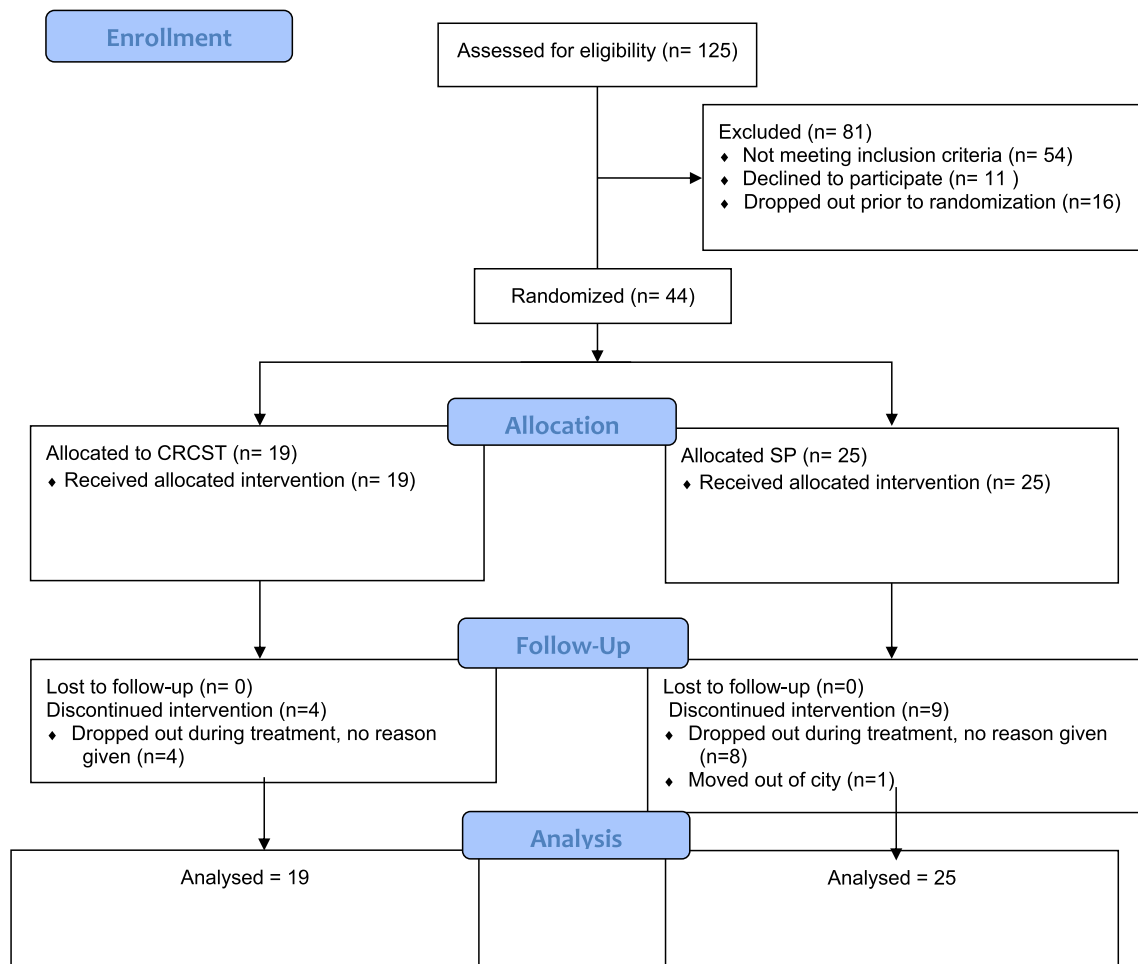 Enrollment
Assessed for eligibility (n= 125)
Excluded (n= 81)
♦ Not meeting inclusion criteria (n= 54)
♦ Declined to participate (n= 11 )
♦ Dropped out prior to randomization (n=16)
Randomized (n= 44)
Allocation
Allocated to CRCST (n= 19)
♦ Received allocated intervention (n= 19)
Allocated SP (n= 25)
♦ Received allocated intervention (n= 25)
Follow-Up
Lost to follow-up (n= 0)
Discontinued intervention (n=4)
♦ Dropped out during treatment, no reason
given (n=4)
Lost to follow-up (n=0)
Discontinued intervention (n=9)
♦ Dropped out during treatment, no reason given
(n=8)
♦ Moved out of city (n=1)
Analysis
Analysed = 19
Analysed = 25